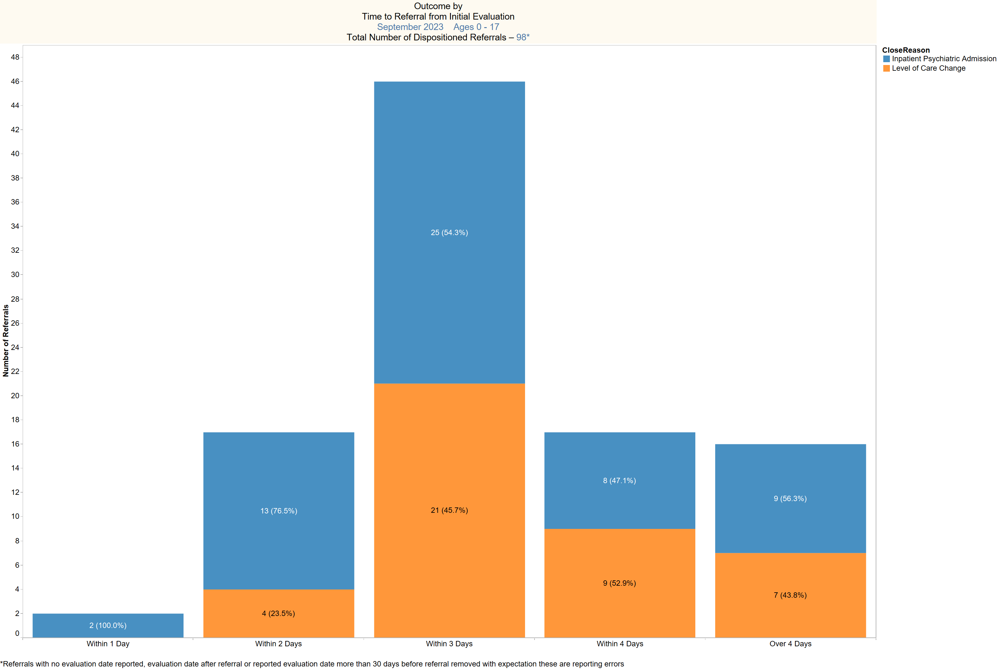 Outcome by
Time to Referral from Initial Evaluation
September 2023 Ages 0 - 17
Total Number of Dispositioned Referrals – 98*
CloseReason
Inpatient Psychiatric Admission
Level of Care Change
Number of Referrals
48
46
44
42
40
38
36
34
32
30
28
26
24
22
20
18
16
14
12
10
8
6
4
2
0
2 (100.0%)
13 (76.5%)
4 (23.5%)
25 (54.3%)
21 (45.7%)
8 (47.1%)
9 (52.9%)
9 (56.3%)
7 (43.8%)
Within 1 Day
Within 2 Days
Within 3 Days
Within 4 Days
Over 4 Days
*Referrals with no evaluation date reported, evaluation date after referral or reported evaluation date more than 30 days before referral removed with expectation these are reporting errors